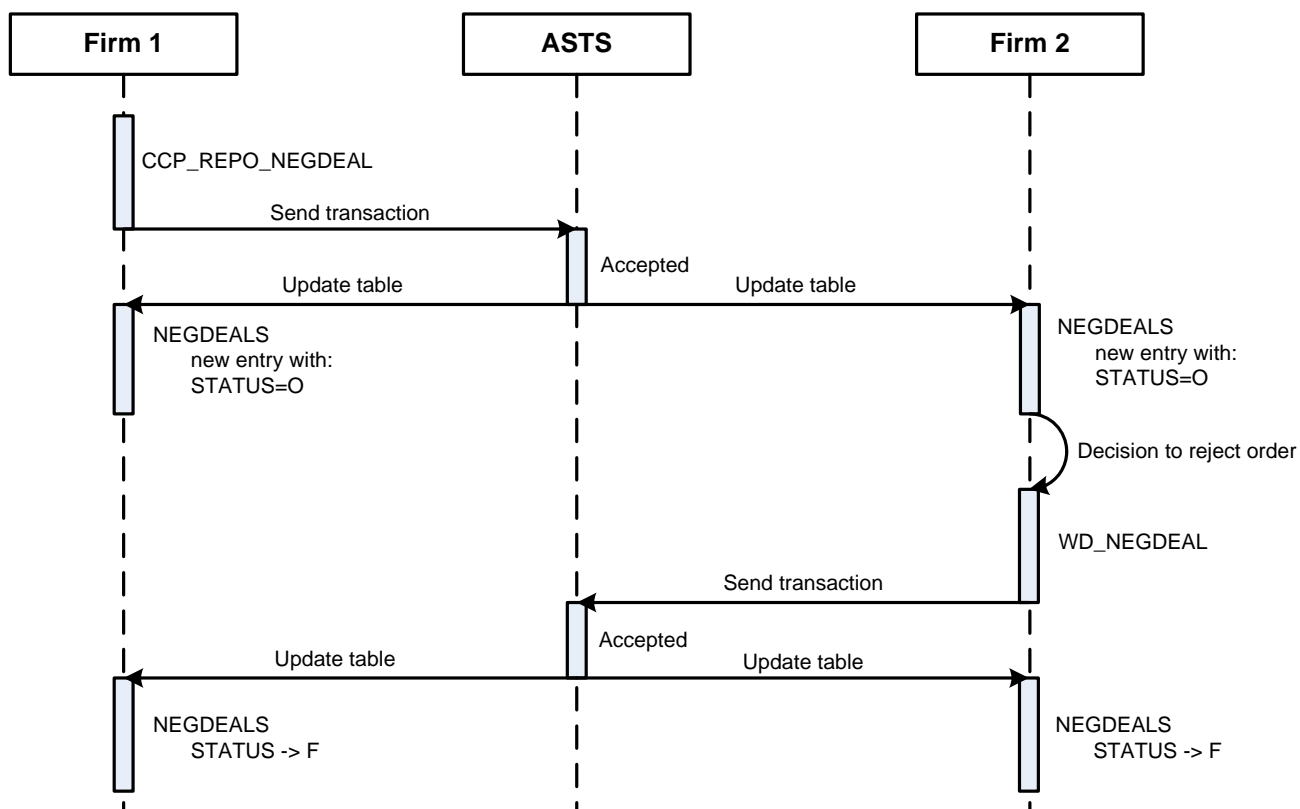 Firm 1
ASTS
Firm 2
CCP_REPO_NEGDEAL
Send transaction
Accepted
Update table
Update table
NEGDEALS
new entry with:
STATUS=O
NEGDEALS
new entry with:
STATUS=O
Decision to reject order
WD_NEGDEAL
Send transaction
Accepted
Update table
Update table
NEGDEALS
STATUS -> F
NEGDEALS
STATUS -> F